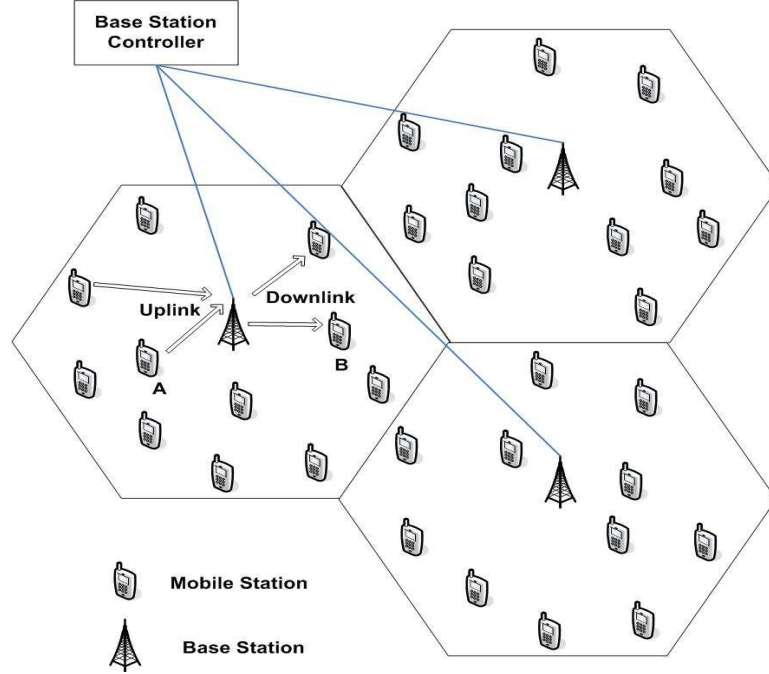 Base Station
Controller
Uplink
Downlink
A
B
Mobile Station
Base Station